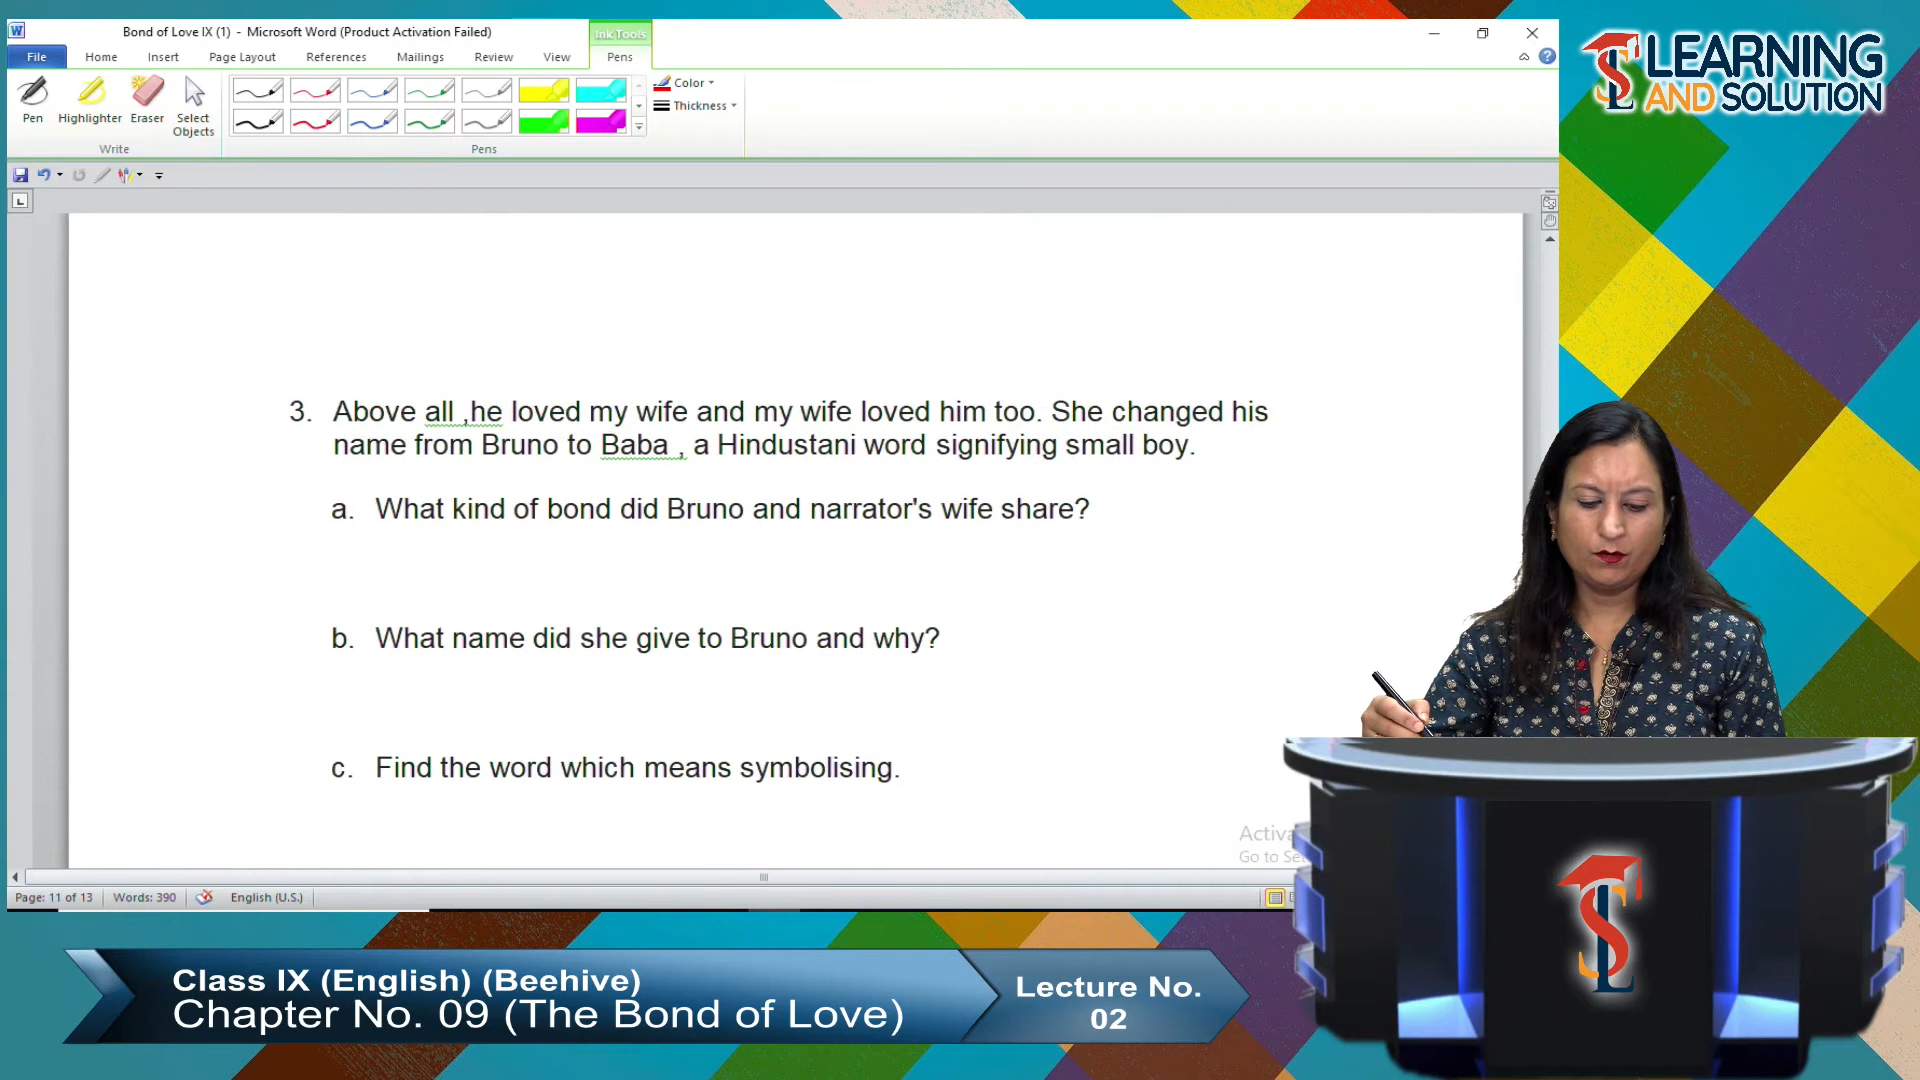 Bond of Love IX (1) - Microsoft Word (Product Activation Failed)
Ink Tools
File Home Insert Page Layout References Mailings Review View Pens
Pen Highlighter Eraser Select Objects
Color
Thickness
Write
Pens
3. Above all ,he loved my wife and my wife loved him too. She changed his
name from Bruno to Baba , a Hindustani word signifying small boy.
a. What kind of bond did Bruno and narrator's wife share?
b. What name did she give to Bruno and why?
c. Find the word which means symbolising.
Page: 11 of 13 Words: 390 English (U.S.)
LEARNING
AND SOLUTION
Class IX (English) (Beehive)
Chapter No. 09 (The Bond of Love)
Lecture No.
02